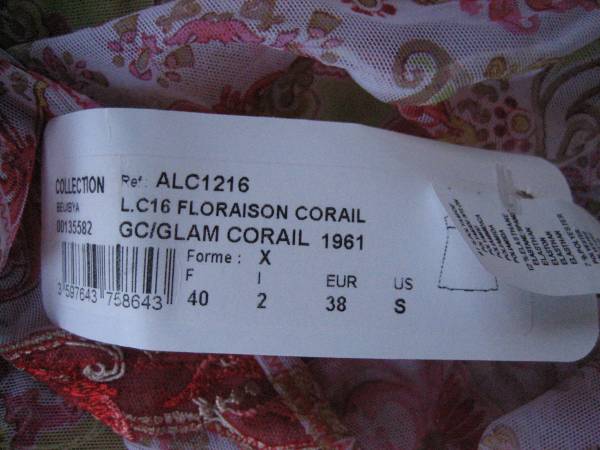 COLLECTION
00135582
3 597643 758643
Ref : ALC1216
L.C16 FLORAISON CORAIL
GC/GLAM CORAIL 1961
Forme : X
F I EUR US
40 2 38 S